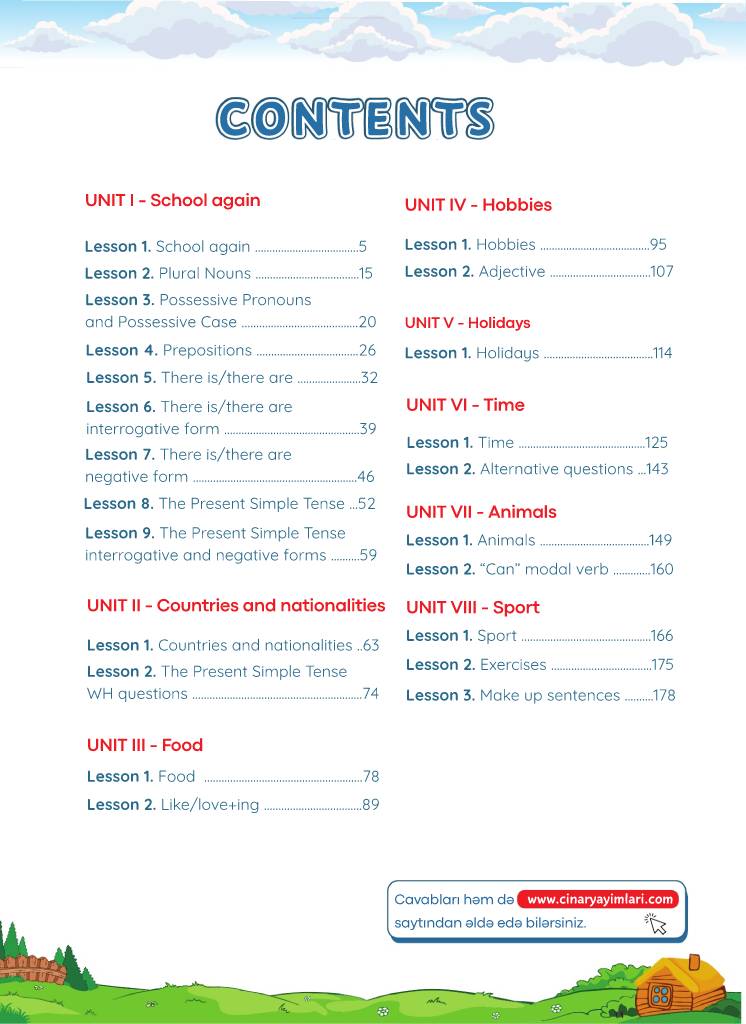 CONTENTS
UNIT I - School again
Lesson 1. School again ....................................5
Lesson 2. Plural Nouns ....................................15
Lesson 3. Possessive Pronouns
and Possessive Case ........................................20
Lesson 4. Prepositions ...................................26
Lesson 5. There is/there are ......................32
Lesson 6. There is/there are
interrogative form ...............................................39
Lesson 7. There is/there are
negative form .........................................................46
Lesson 8. The Present Simple Tense ...52
Lesson 9. The Present Simple Tense
interrogative and negative forms ..........59
UNIT II - Countries and nationalities
Lesson 1. Countries and nationalities ..63
Lesson 2. The Present Simple Tense
WH questions ...........................................................74
UNIT III - Food
Lesson 1. Food .......................................................78
Lesson 2. Like/love+ing ..................................89
UNIT IV - Hobbies
Lesson 1. Hobbies ......................................95
Lesson 2. Adjective ...................................107
UNIT V - Holidays
Lesson 1. Holidays ......................................114
UNIT VI - Time
Lesson 1. Time ............................................125
Lesson 2. Alternative questions ...143
UNIT VII - Animals
Lesson 1. Animals ......................................149
Lesson 2. “Can” modal verb .............160
UNIT VIII - Sport
Lesson 1. Sport .............................................166
Lesson 2. Exercises ...................................175
Lesson 3. Make up sentences ..........178
Cavabları həm də www.cinaryayimlari.com
saytından əldə edə bilərsiniz.